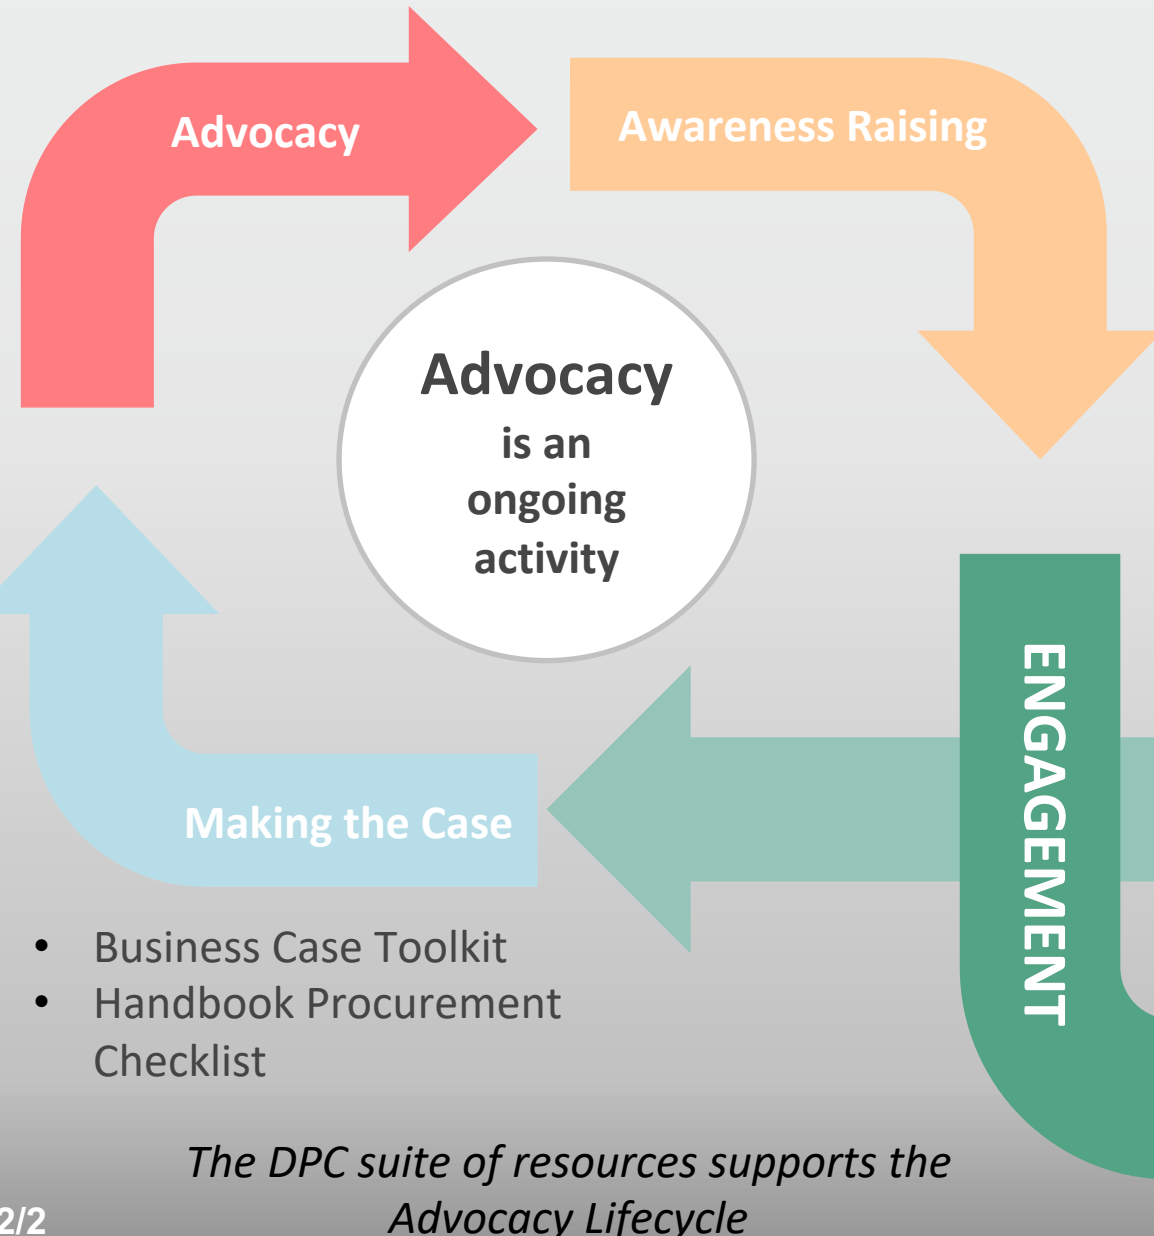 Advocacy
Awareness Raising
Advocacy
is an
ongoing
activity
ENGAGEMENT
Making the Case
• Business Case Toolkit
• Handbook Procurement
Checklist
The DPC suite of resources supports the
Advocacy Lifecycle
2/2